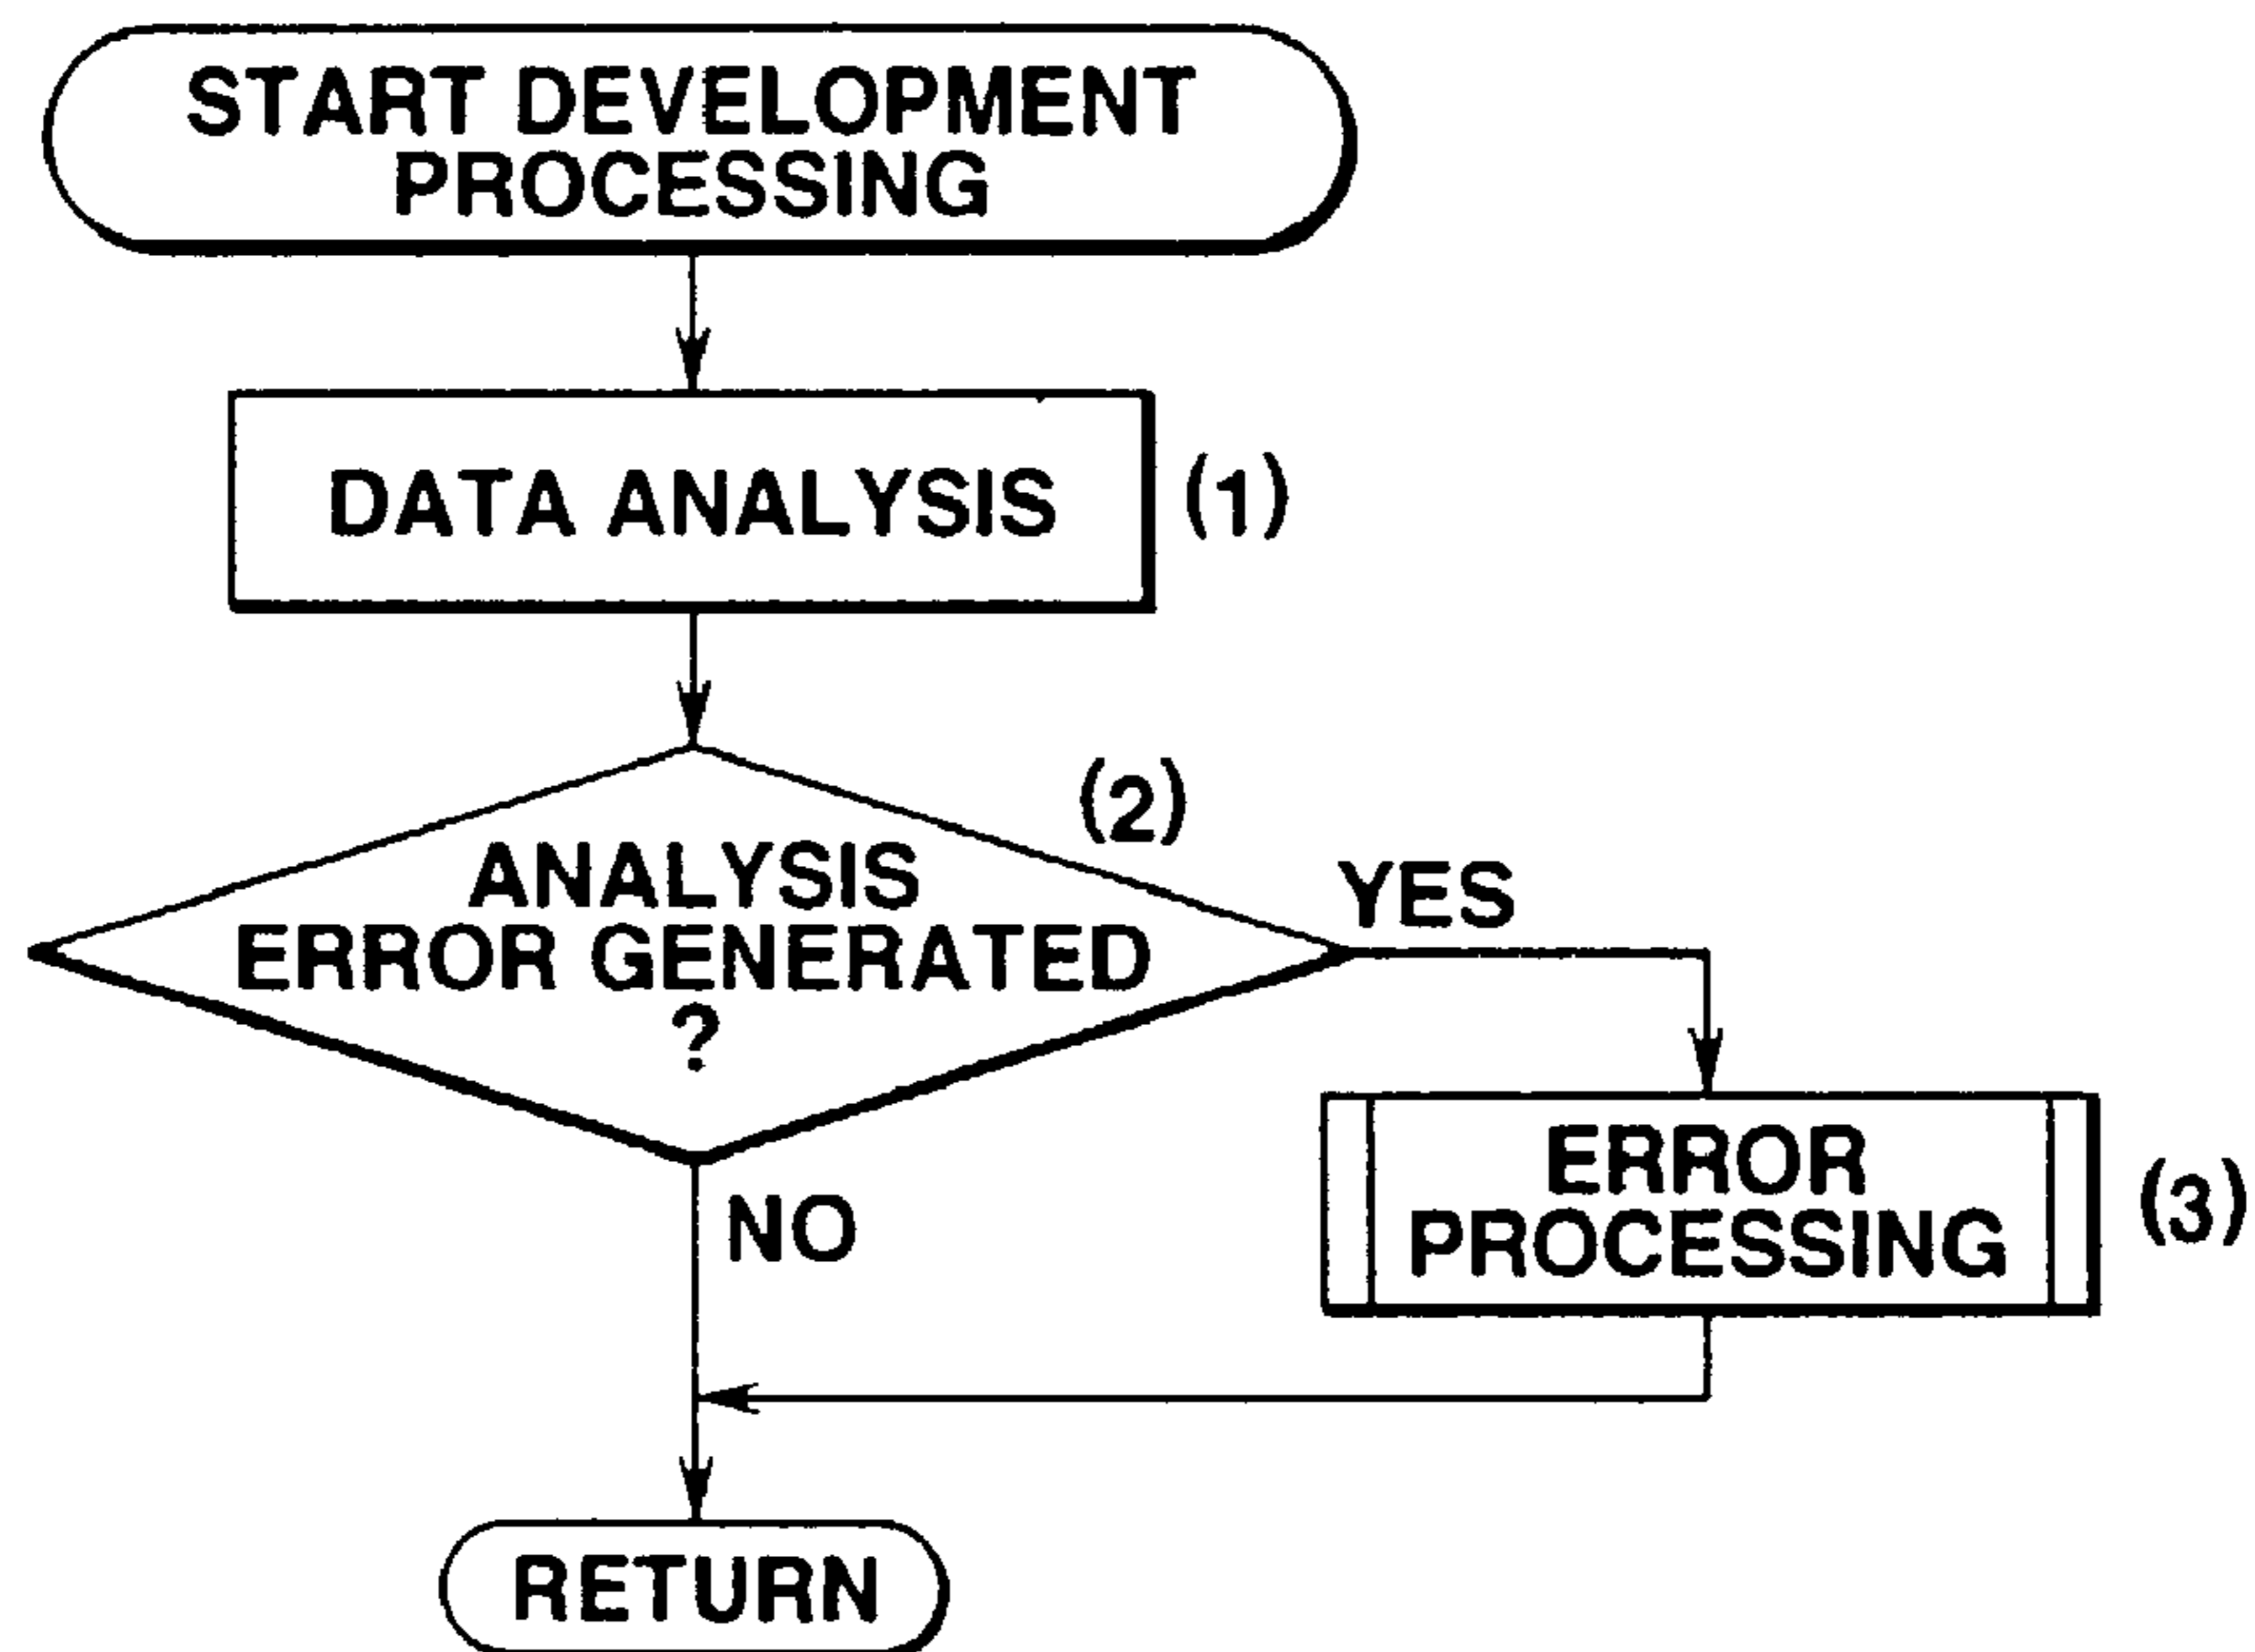 START DEVELOPMENT
PROCESSING
DATA ANALYSIS
(1)
(2)
ANALYSIS
ERROR GENERATED
?
YES
NO
ERROR
PROCESSING
(3)
RETURN